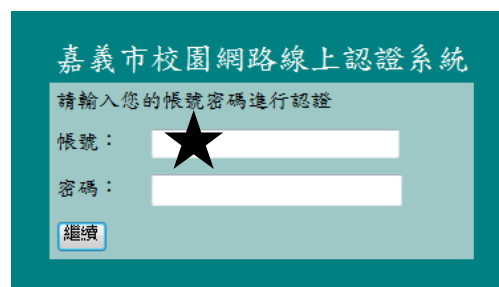 嘉義市校園網路線上認證系統
請輸入您的帳號密碼進行認證
帳號：
密碼：
繼續